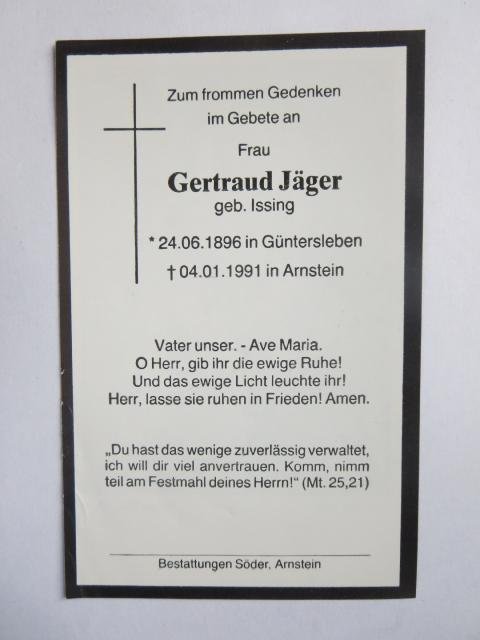 Zum frommen Gedenken
im Gebete an
Frau
Gertraud Jäger
geb. Issing
* 24.06.1896 in Güntersleben
† 04.01.1991 in Arnstein
Vater unser. - Ave Maria.
O Herr, gib ihr die ewige Ruhe!
Und das ewige Licht leuchte ihr!
Herr, lasse sie ruhen in Frieden! Amen.
„Du hast das wenige zuverlässig verwaltet,
ich will dir viel anvertrauen. Komm, nimm
teil am Festmahl deines Herrn!“ (Mt. 25,21)
Bestattungen Söder, Arnstein